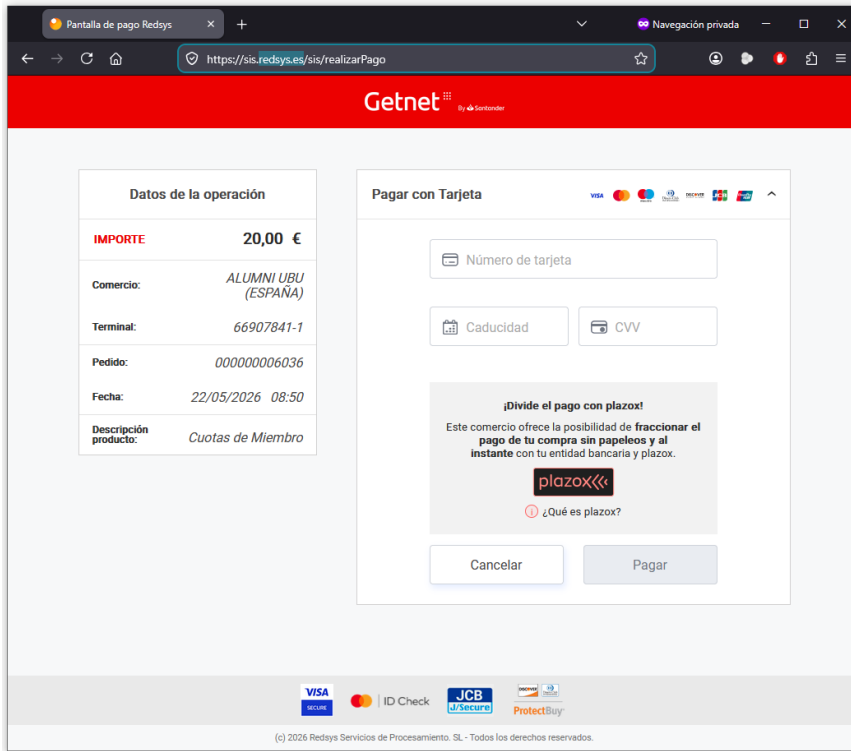 Pantalla de pago Redsys
Navegación privada
https://sis.redsys.es/sis/realizarPago
Getnet
By Santander
Datos de la operación
IMPORTE 20,00 €
Comercio: ALUMNI UBU
(ESPAÑA)
Terminal: 66907841-1
Pedido: 000000006036
Fecha: 22/05/2026 08:50
Descripción
producto: Cuotas de Miembro
Pagar con Tarjeta
VISA
DISCOVER
JCB
Número de tarjeta
Caducidad
CVV
¡Divide el pago con plazox!
Este comercio ofrece la posibilidad de fraccionar el
pago de tu compra sin papeleos y al
instante con tu entidad bancaria y plazox.
plazox
¿Qué es plazox?
Cancelar
Pagar
VISA
SECURE
ID Check
JCB
J/Secure
DISCOVER
ProtectBuy
(c) 2026 Redsys Servicios de Procesamiento. SL - Todos los derechos reservados.